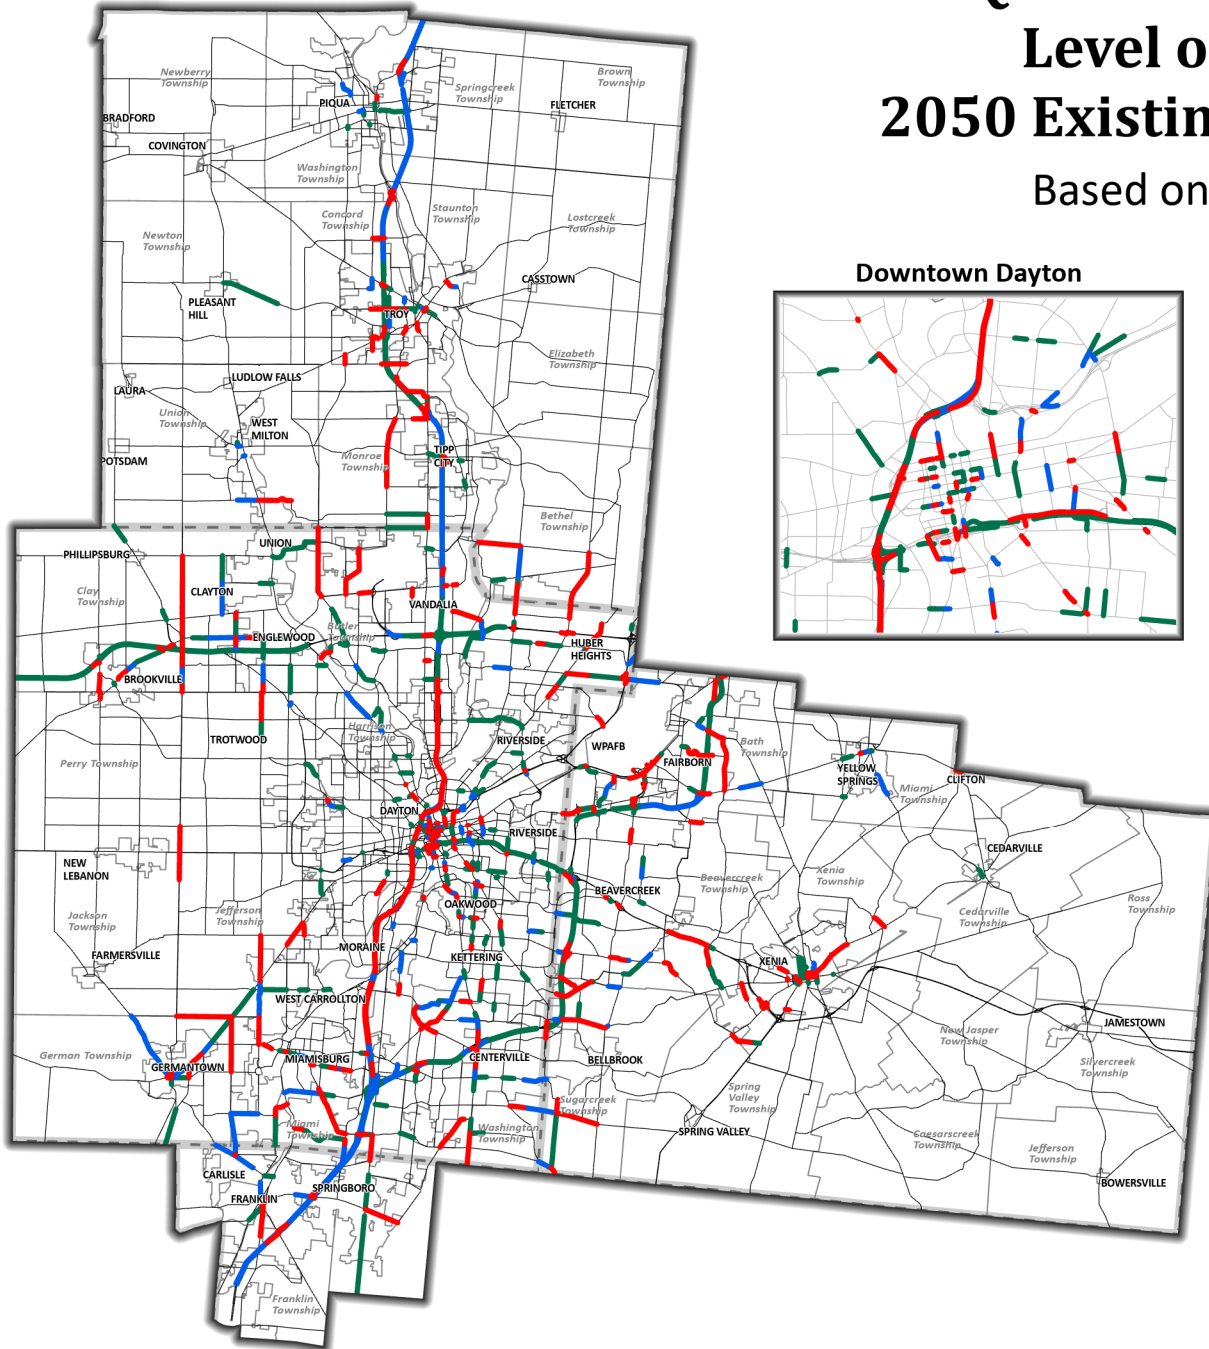 Level o
2050 Existin
Based on
Downtown Dayton
Newberry
Township
Springcreek
Township
Brown
Township
PIQUA
FLETCHER
BRADFORD
COVINGTON
Washington
Township
Concord
Township
Staunton
Township
Lostcreek
Township
Newton
Township
CASSTOWN
PLEASANT
HILL
TROY
Elizabeth
Township
LUDLOW FALLS
LAURA
Union
Township
WEST
MILTON
POTSDAM
Monroe
Township
TIPP
CITY
Bethel
Township
UNION
PHILLIPSBURG
Clay
Township
CLAYTON
VANDALIA
Butler
Township
ENGLEWOOD
HUBER
HEIGHTS
BROOKVILLE
Harrison
Township
TROTWOOD
RIVERSIDE
WPAFB
Bath
Township
Perry Township
FAIRBORN
YELLOW
SPRINGS
CLIFTON
Miami
Township
DAYTON
RIVERSIDE
CEDARVILLE
NEW
LEBANON
BEAVERCREEK
Beavercreek
Township
Xenia
Township
Jackson
Township
Jefferson
Township
OAKWOOD
Cedarville
Township
Ross
Township
FARMERSVILLE
MORAINE
KETTERING
XENIA
WEST CARROLLTON
JAMESTOWN
German Township
GERMANTOWN
MIAMISBURG
CENTERVILLE
BELLBROOK
New Jasper
Township
Silvercreek
Township
Sugarcreek
Township
Spring
Valley
Township
Miami
Township
Washington
Township
SPRING VALLEY
Caesarscreek
Township
Jefferson
Township
CARLISLE
FRANKLIN
SPRINGBORO
BOWERSVILLE
Franklin
Township